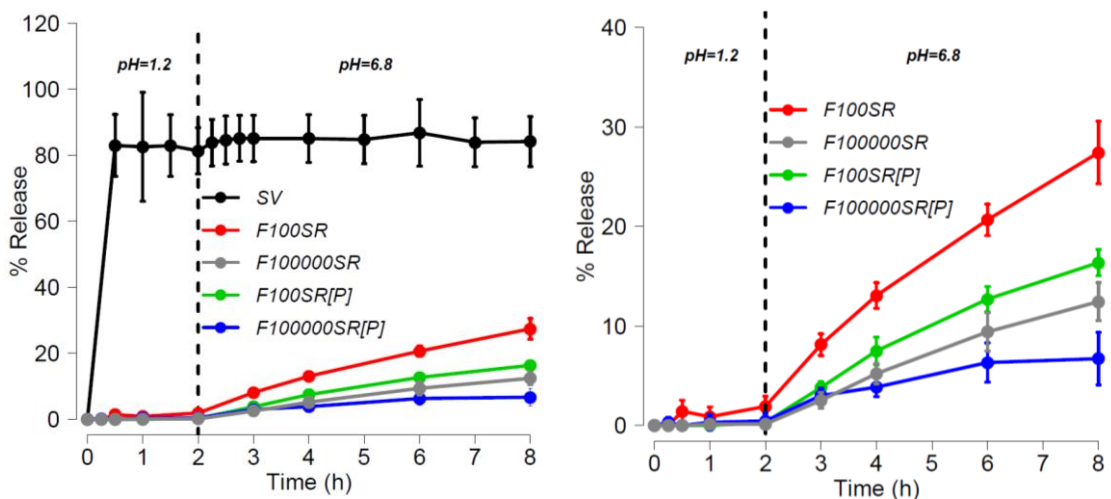 120
100
80
60
40
20
0
% Release
pH=1.2
pH=6.8
SV
F100SR
F100000SR
F100SR[P]
F100000SR[P]
0 1 2 3 4 5 6 7 8
Time (h)
40
30
20
10
0
% Release
pH=1.2
pH=6.8
F100SR
F100000SR
F100SR[P]
F100000SR[P]
0 1 2 3 4 5 6 7 8
Time (h)